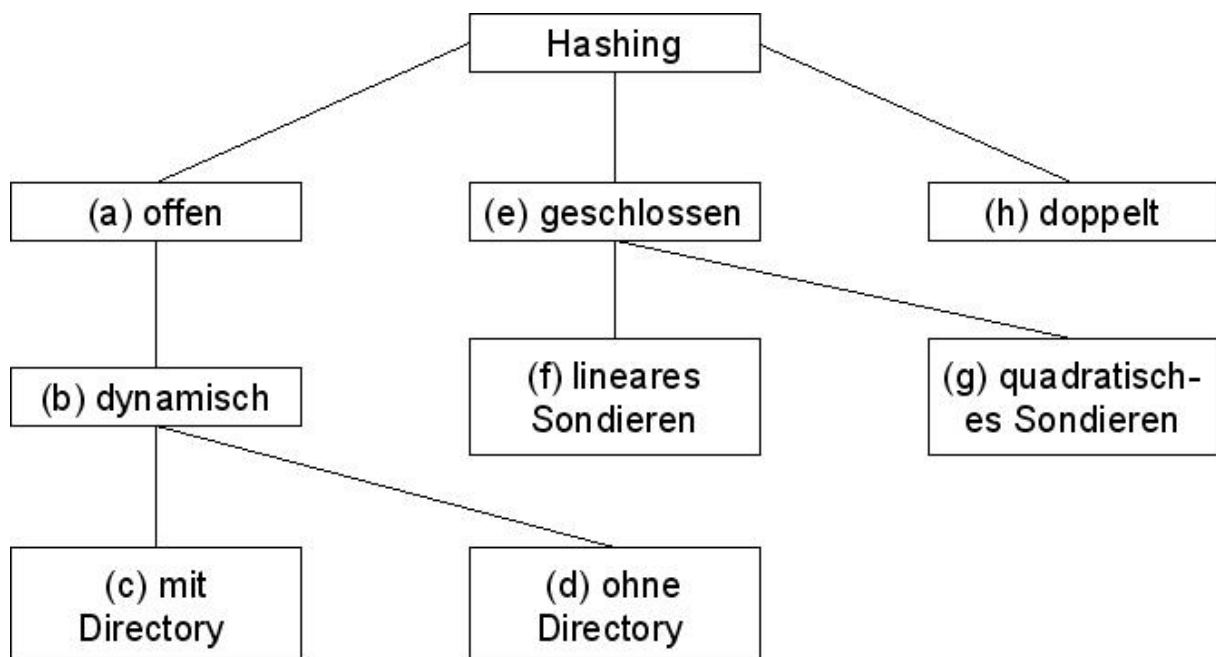 Hashing
(a) offen
(e) geschlossen
(h) doppelt
(b) dynamisch
(f) lineares
Sondieren
(g) quadratisch-
es Sondieren
(c) mit
Directory
(d) ohne
Directory